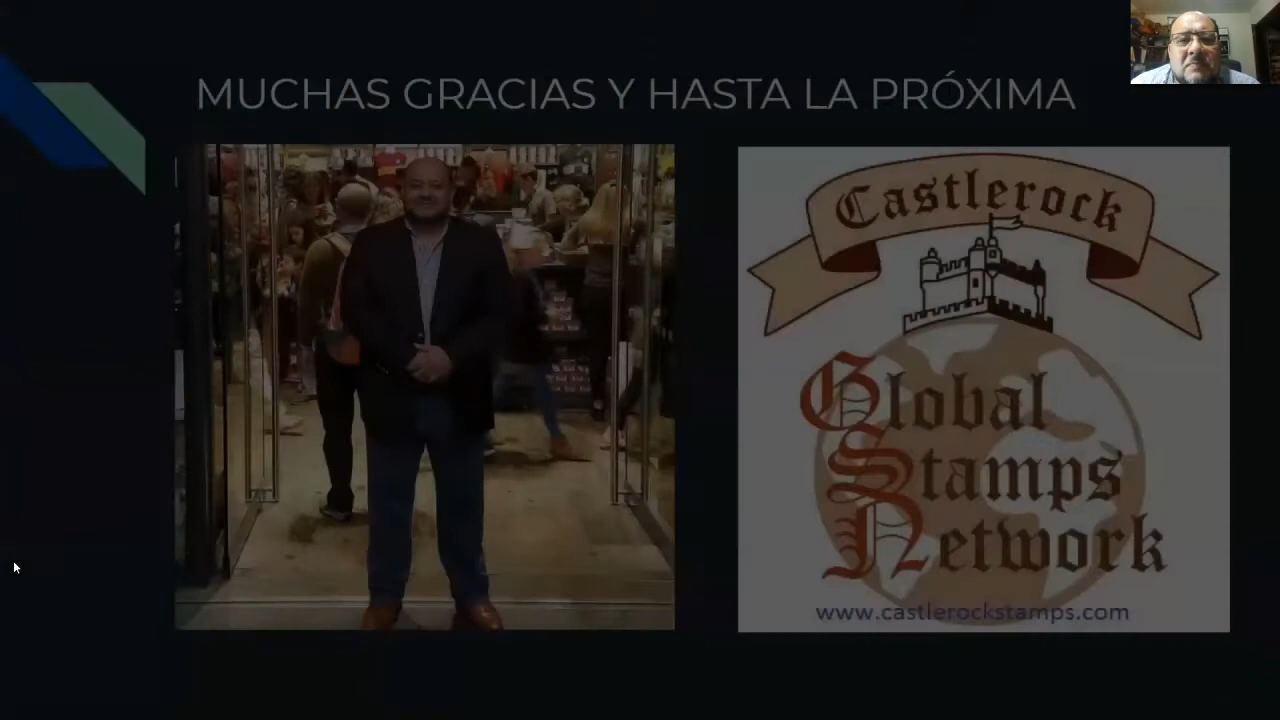 MUCHAS GRACIAS Y HASTA LA PRÓXIMA
Castlerock
Global
Stamps
Network
www.castlerockstamps.com